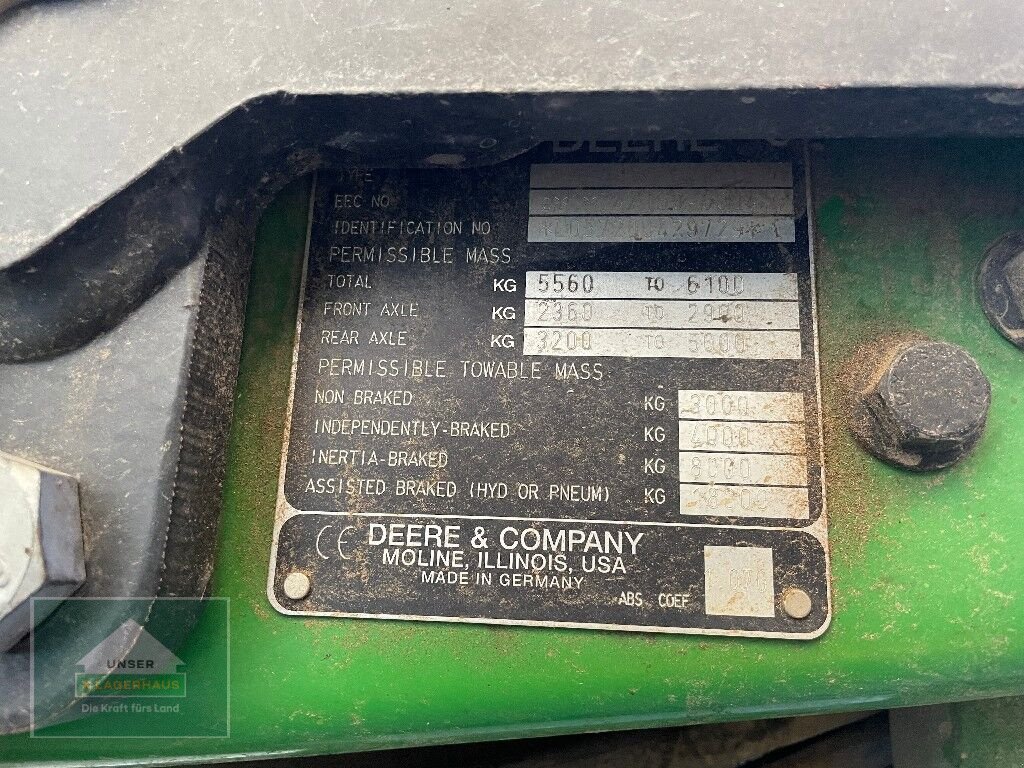 TYPE
EEC NO
IDENTIFICATION NO
PERMISSIBLE MASS
TOTAL KG 5560 TO 6100
FRONT AXLE KG 2360 TO
REAR AXLE KG 3200 TO
PERMISSIBLE TOWABLE MASS
NON BRAKED KG 3000
INDEPENDENTLY-BRAKED KG 4000
INERTIA-BRAKED KG 8000
ASSISTED BRAKED (HYD OR PNEUM) KG
CE DEERE & COMPANY
MOLINE, ILLINOIS, USA
MADE IN GERMANY
ABS COEF
UNSER
LAGERHAUS
Die Kraft fürs Land